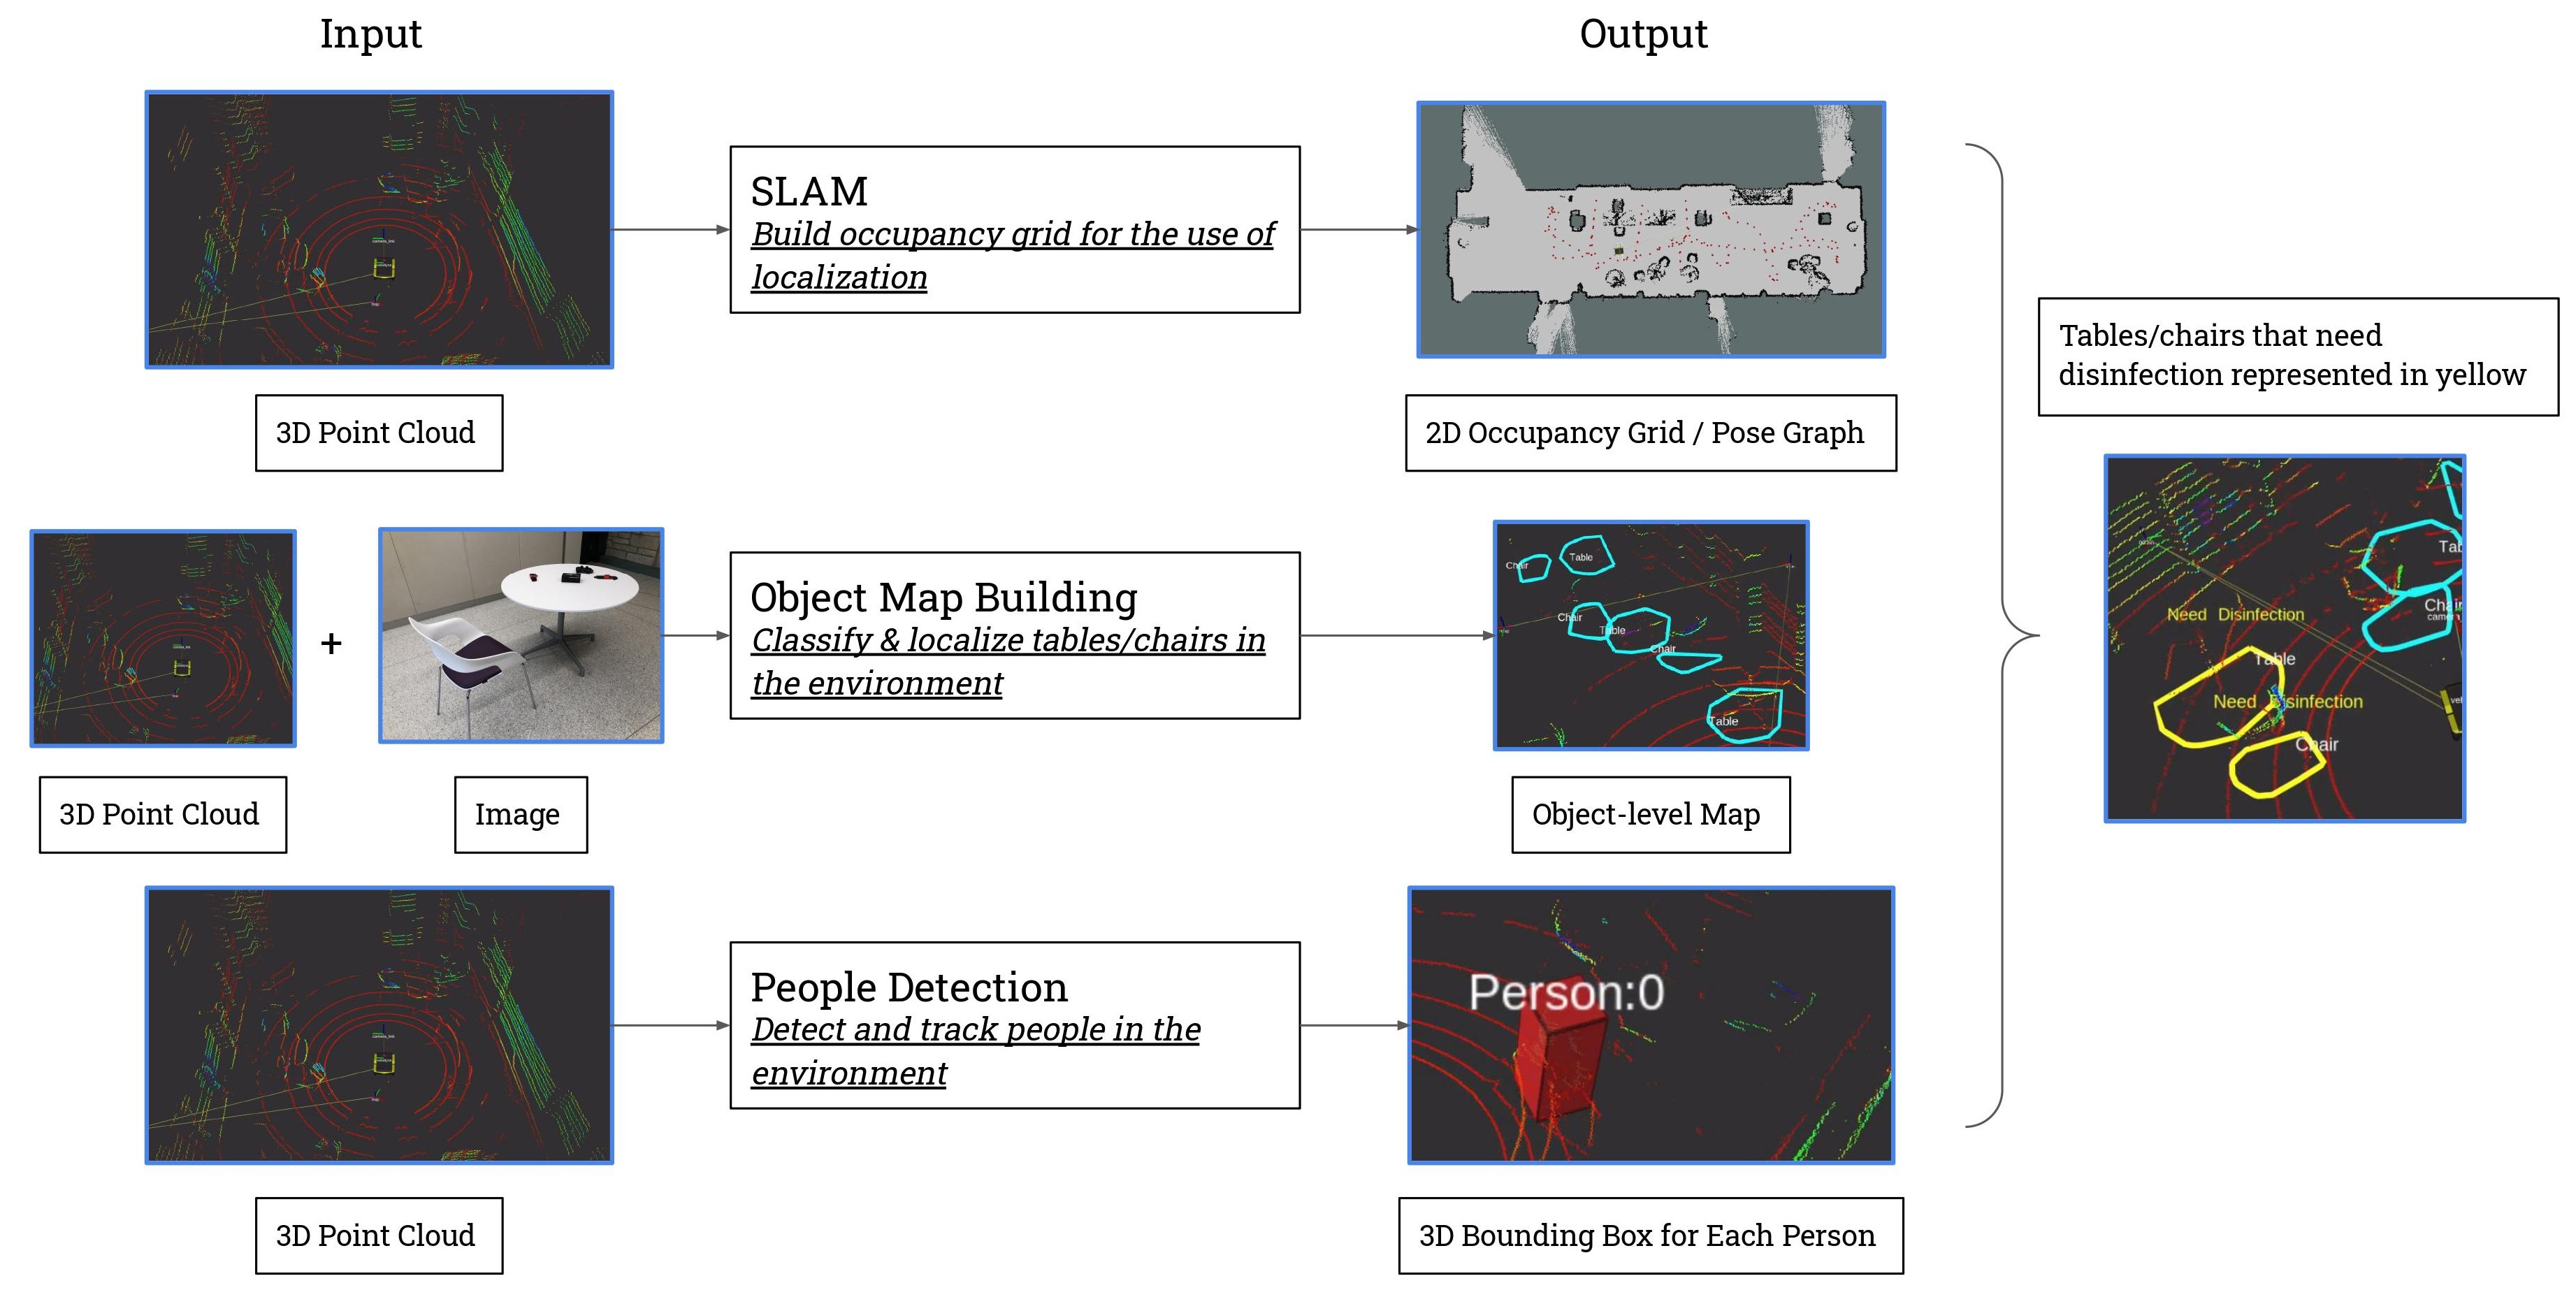 Input
Output
SLAM
Build occupancy grid for the use of
localization
3D Point Cloud
2D Occupancy Grid / Pose Graph
Tables/chairs that need
disinfection represented in yellow
+
Object Map Building
Classify & localize tables/chairs in
the environment
Chair
Table
Chair
Table
Chair
Table
Need Disinfection
Table
Need Disinfection
Chair
Tab
Chair
3D Point Cloud
Image
Object-level Map
People Detection
Detect and track people in the
environment
Person:0
3D Point Cloud
3D Bounding Box for Each Person